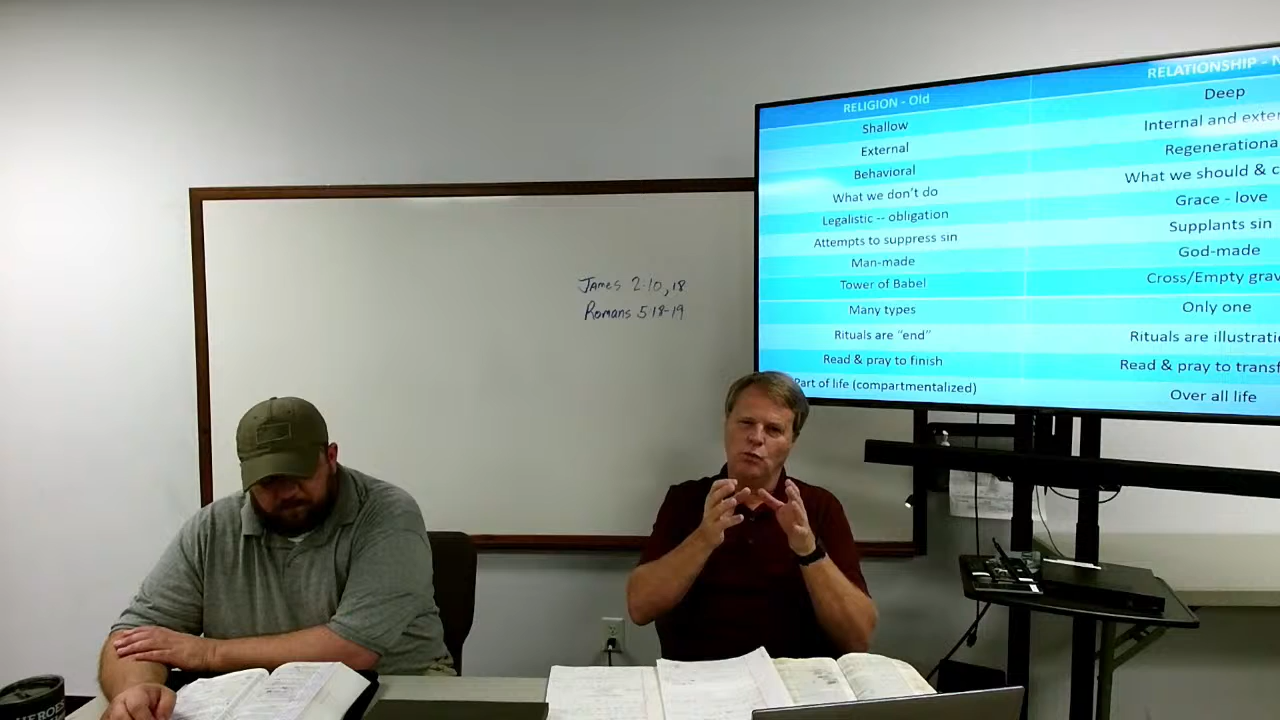 RELIGION - Old
RELATIONSHIP -
Shallow
Deep
External
Internal and exter
Behavioral
Regenerationa
What we don't do
What we should & c
Legalistic -- obligation
Grace - love
Attempts to suppress sin
Supplants sin
Man-made
God-made
Tower of Babel
Cross/Empty grav
Many types
Only one
Rituals are "end"
Rituals are illustrati
Read & pray to finish
Read & pray to transf
Part of life (compartmentalized)
Over all life
James 2:10,18
Romans 5:18-19
HEROES